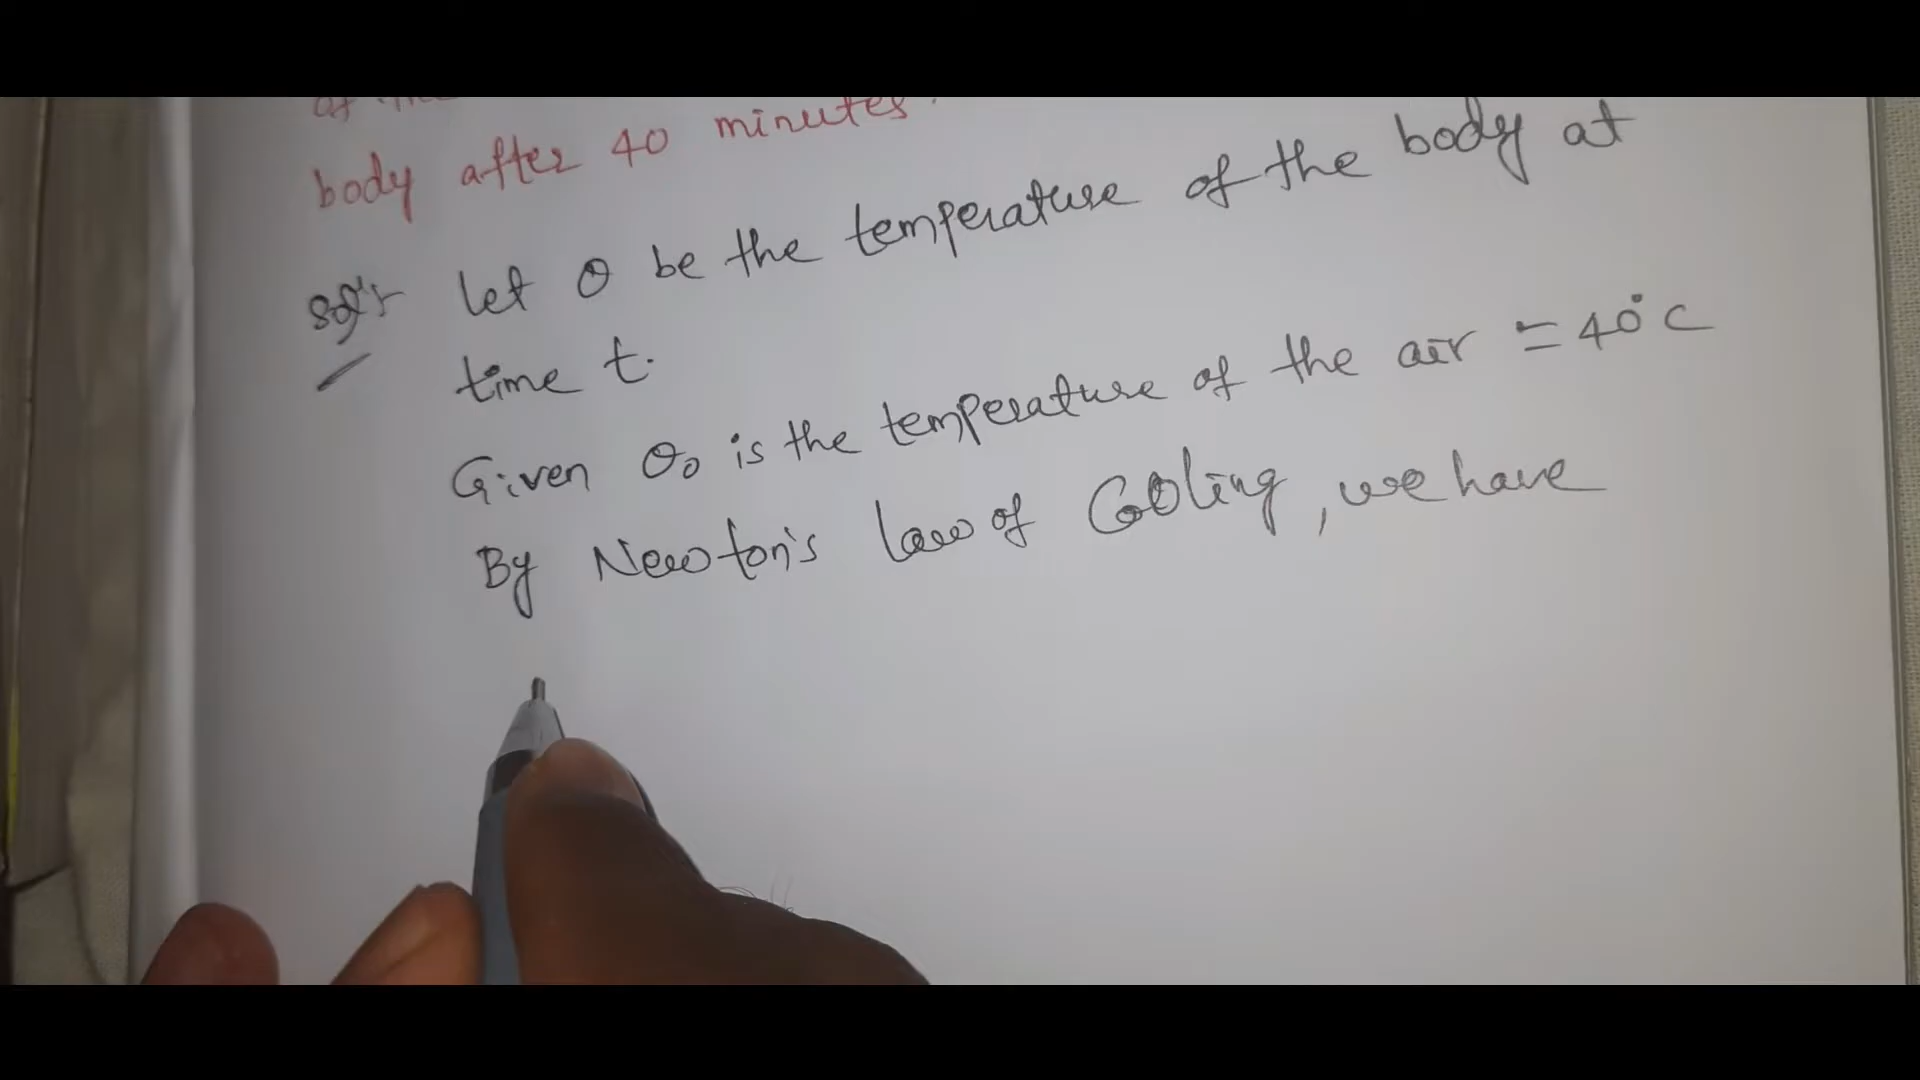 body after 40 minutes.
Sol:- let θ be the temperature of the body at
time t.
Given θ₀ is the temperature of the air = 40°C
By Newton's law of Cooling, we have